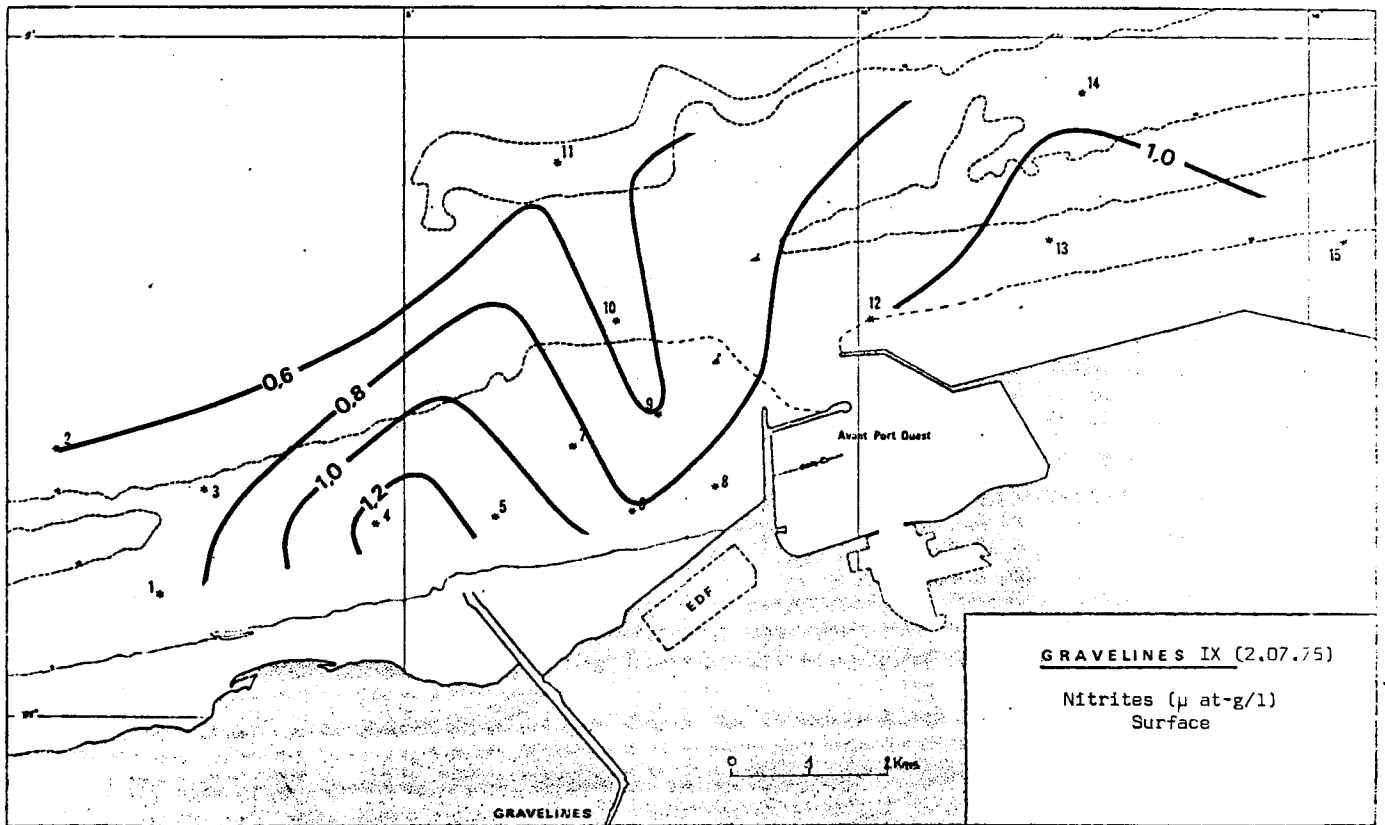 11
14
1,0
13
15
12
10
0,6
0,8
9
2
7
Avant Port Ouest
1,0
3
1,2
4
5
6
8
1
EDF
GRAVELINES IX (2.07.75)
Nitrites (µ at-g/l)
Surface
0 1 2 Kms
GRAVELINES